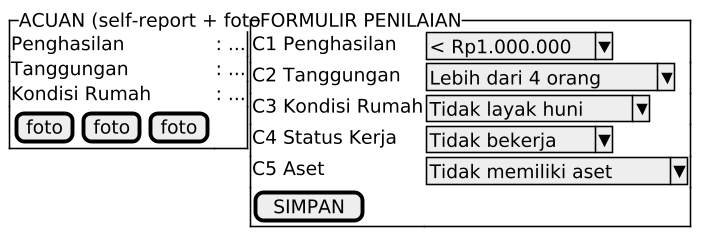 ACUAN (self-report + foto
Penghasilan : ...
Tanggungan : ...
Kondisi Rumah : ...
foto foto foto
FORMULIR PENILAIAN
C1 Penghasilan < Rp1.000.000 ▼
C2 Tanggungan Lebih dari 4 orang ▼
C3 Kondisi Rumah Tidak layak huni ▼
C4 Status Kerja Tidak bekerja ▼
C5 Aset Tidak memiliki aset ▼
SIMPAN